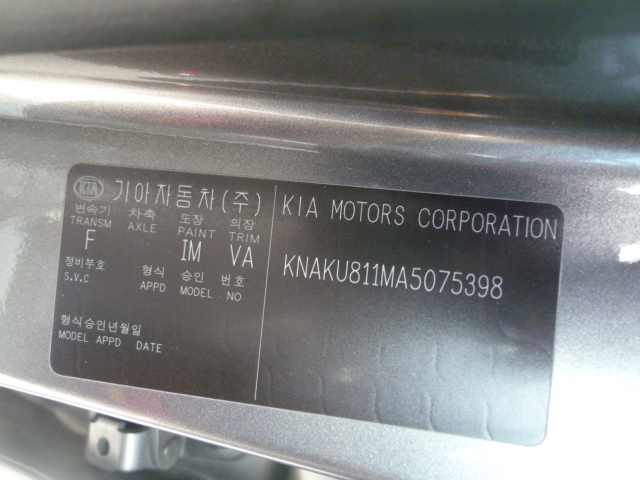 KIA 기아자동차(주)
변속기 차축 도장 의장
TRANSM AXLE PAINT TRIM
F IM VA
정비부호 형식 승인 번호
S.V.C APPD MODEL NO
형식승인년월일
MODEL APPD DATE
KIA MOTORS CORPORATION
KNAKU811MA5075398